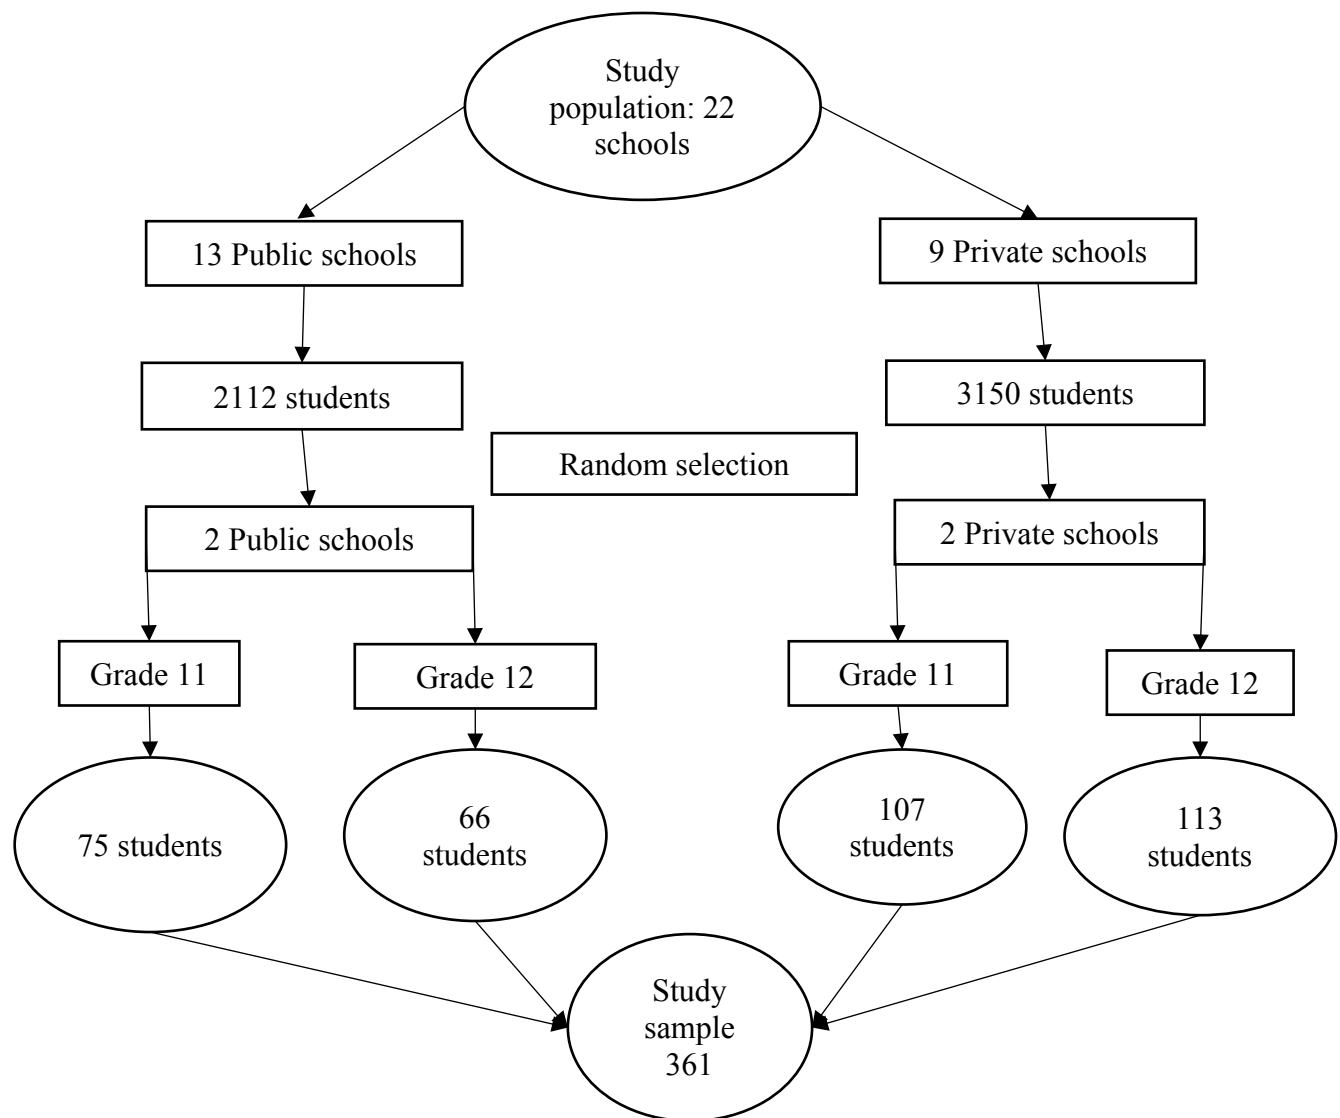 Study
population: 22
schools
13 Public schools
9 Private schools
2112 students
3150 students
Random selection
2 Public schools
2 Private schools
Grade 11
Grade 12
Grade 11
Grade 12
75 students
66
students
107
students
113
students
Study
sample
361